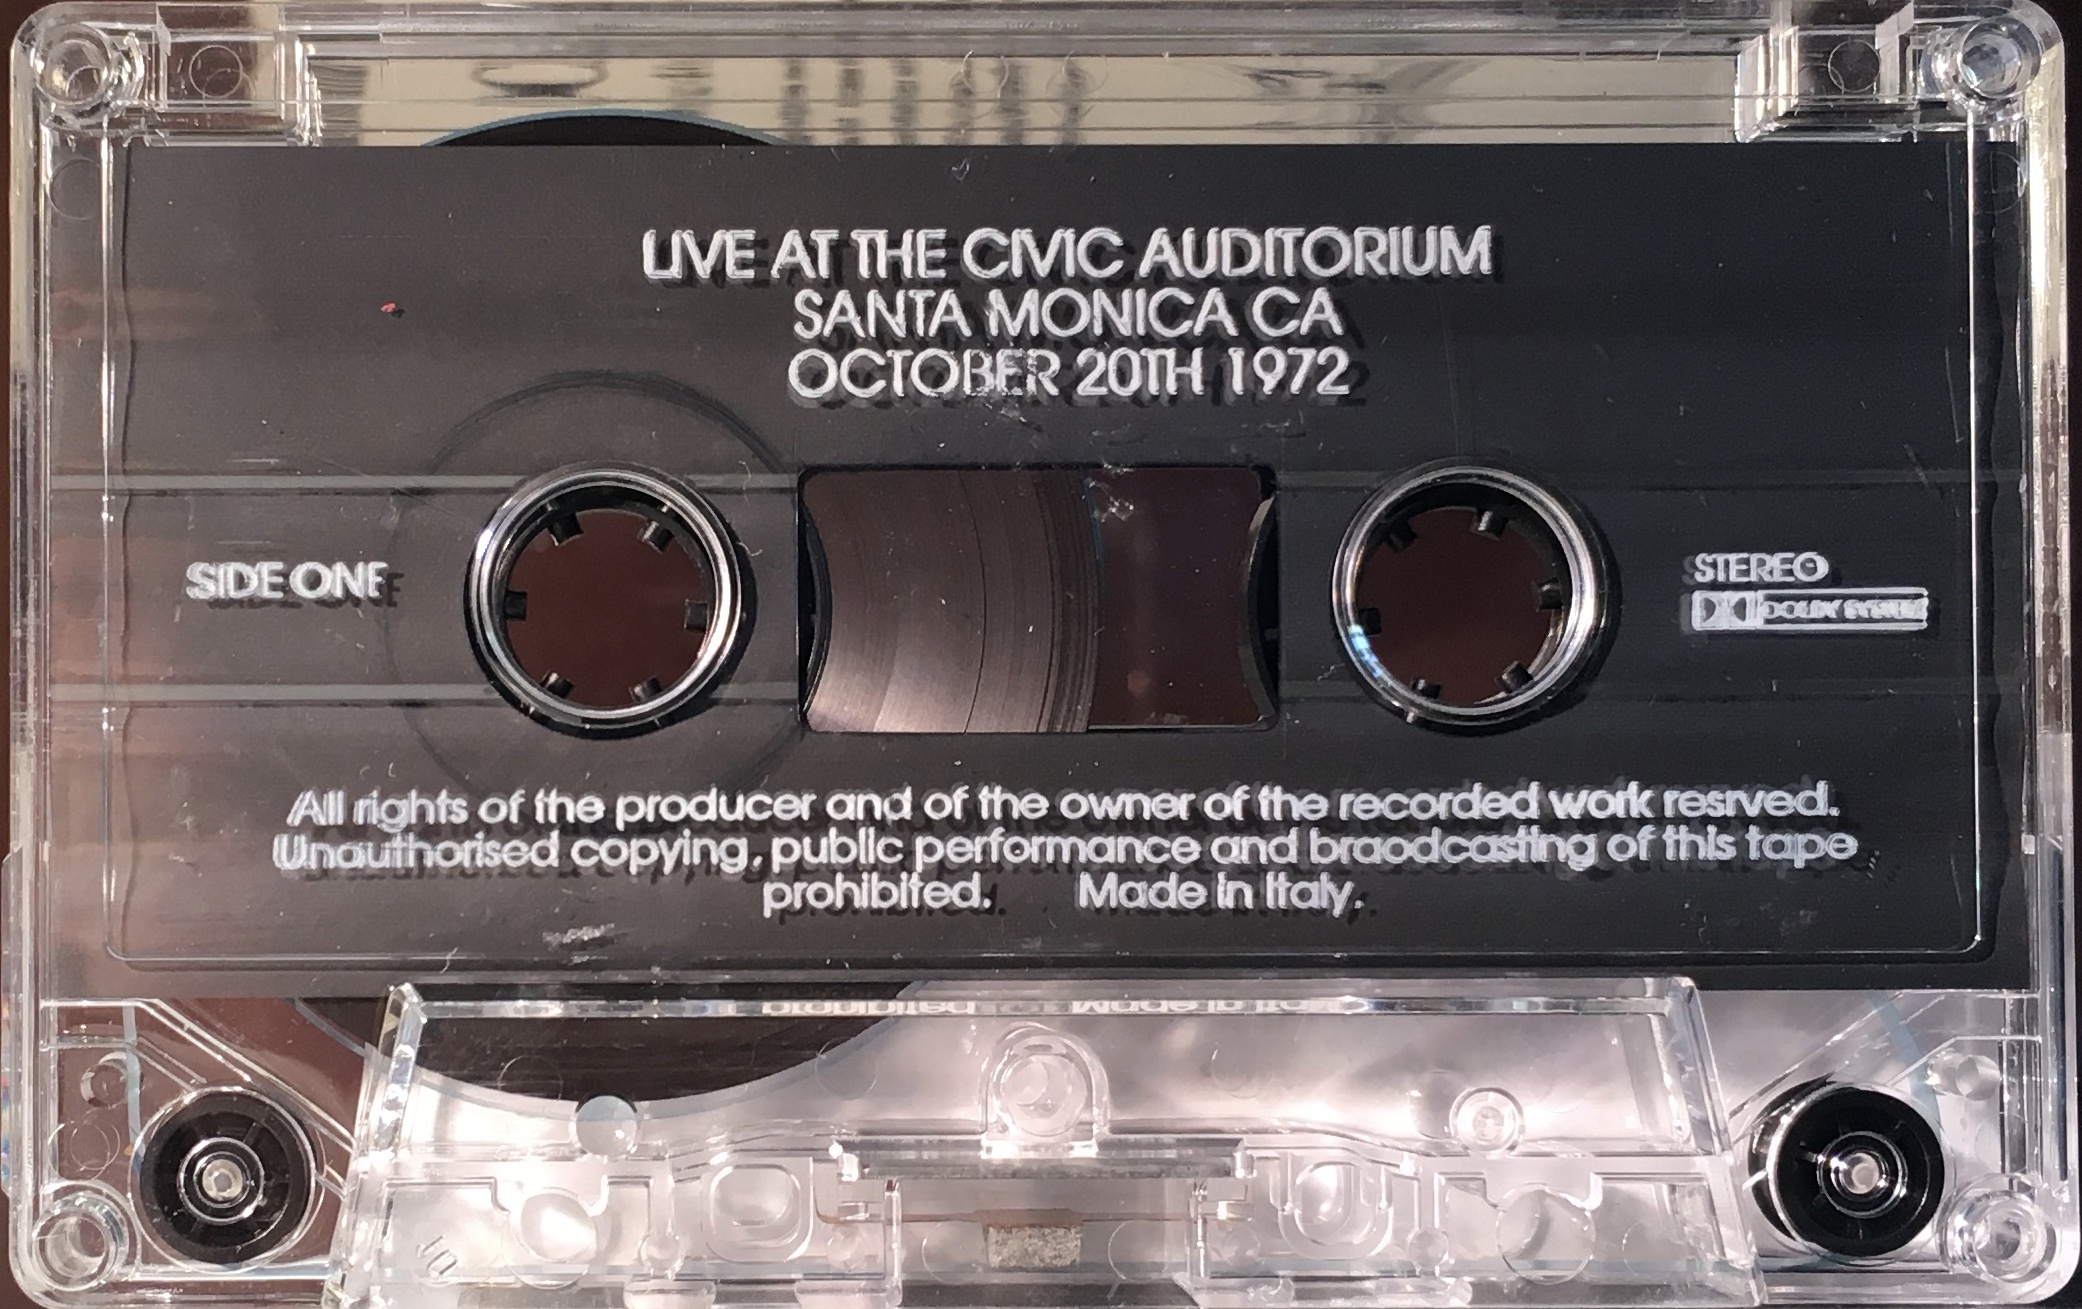 LIVE AT THE CIVIC AUDITORIUM
SANTA MONICA CA
OCTOBER 20TH 1972
SIDE ONE
STEREO
DOLBY SYSTEM
All rights of the producer and of the owner of the recorded work resrved.
Unauthorised copying, public performance and braodcasting of this tape
prohibited. Made in Italy.